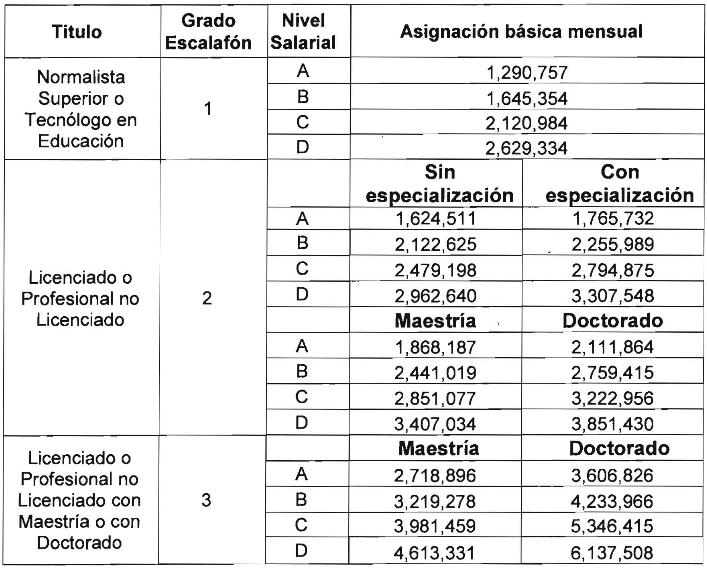 Titulo Grado Escalafón Nivel Salarial Asignación básica mensual
Normalista Superior o Tecnólogo en Educación 1
A 1,290,757
B 1,645,354
C 2,120,984
D 2,629,334
Licenciado o Profesional no Licenciado 2
Sin especialización Con especialización
A 1,624,511 1,765,732
B 2,122,625 2,255,989
C 2,479,198 2,794,875
D 2,962,640 3,307,548
Maestría Doctorado
A 1,868,187 2,111,864
B 2,441,019 2,759,415
C 2,851,077 3,222,956
D 3,407,034 3,851,430
Licenciado o Profesional no Licenciado con Maestría o con Doctorado 3
Maestría Doctorado
A 2,718,896 3,606,826
B 3,219,278 4,233,966
C 3,981,459 5,346,415
D 4,613,331 6,137,508